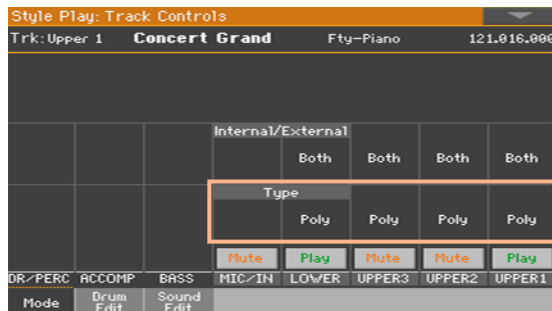 Style Play: Track Controls
Trk: Upper 1 Concert Grand Fty-Piano 121.016.000
Internal/External
Both Both Both Both
Type
Poly Poly Poly Poly
Mute Play Mute Mute Play
DR/PERC ACCOMP BASS MIC/IN LOWER UPPER3 UPPER2 UPPER1
Mode Drum Edit Sound Edit